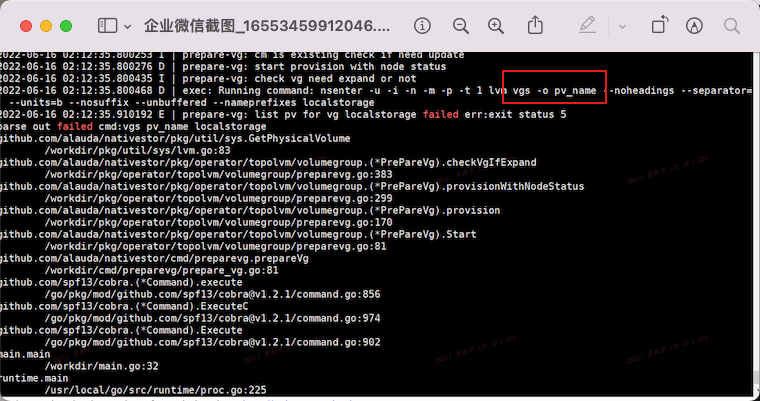 企业微信截图_16553459912046....
2022-06-16 02:12:35.800253 I | prepare-vg: cm is existing check if need update
2022-06-16 02:12:35.800276 D | prepare-vg: start provision with node status
2022-06-16 02:12:35.800435 I | prepare-vg: check vg need expand or not
2022-06-16 02:12:35.800468 D | exec: Running command: nsenter -u -i -n -m -p -t 1 lvm vgs -o pv_name --noheadings --separator=
--units=b --nosuffix --unbuffered --nameprefixes localstorage
2022-06-16 02:12:35.910192 E | prepare-vg: list pv for vg localstorage failed err:exit status 5
parse out failed cmd:vgs pv_name localstorage
github.com/alauda/nativestor/pkg/util/sys.GetPhysicalVolume
/workdir/pkg/util/sys/lvm.go:83
github.com/alauda/nativestor/pkg/operator/topolvm/volumegroup.(*PrePareVg).checkVgIfExpand
/workdir/pkg/operator/topolvm/volumegroup/preparevg.go:383
github.com/alauda/nativestor/pkg/operator/topolvm/volumegroup.(*PrePareVg).provisionWithNodeStatus
/workdir/pkg/operator/topolvm/volumegroup/preparevg.go:299
github.com/alauda/nativestor/pkg/operator/topolvm/volumegroup.(*PrePareVg).provision
/workdir/pkg/operator/topolvm/volumegroup/preparevg.go:170
github.com/alauda/nativestor/pkg/operator/topolvm/volumegroup.(*PrePareVg).Start
/workdir/pkg/operator/topolvm/volumegroup/preparevg.go:81
github.com/alauda/nativestor/cmd/preparevg.prepareVg
/workdir/cmd/preparevg/prepare_vg.go:81
github.com/spf13/cobra.(*Command).execute
/go/pkg/mod/github.com/spf13/cobra@v1.2.1/command.go:856
github.com/spf13/cobra.(*Command).ExecuteC
/go/pkg/mod/github.com/spf13/cobra@v1.2.1/command.go:974
github.com/spf13/cobra.(*Command).Execute
/go/pkg/mod/github.com/spf13/cobra@v1.2.1/command.go:902
main.main
/workdir/main.go:32
runtime.main
/usr/local/go/src/runtime/proc.go:225